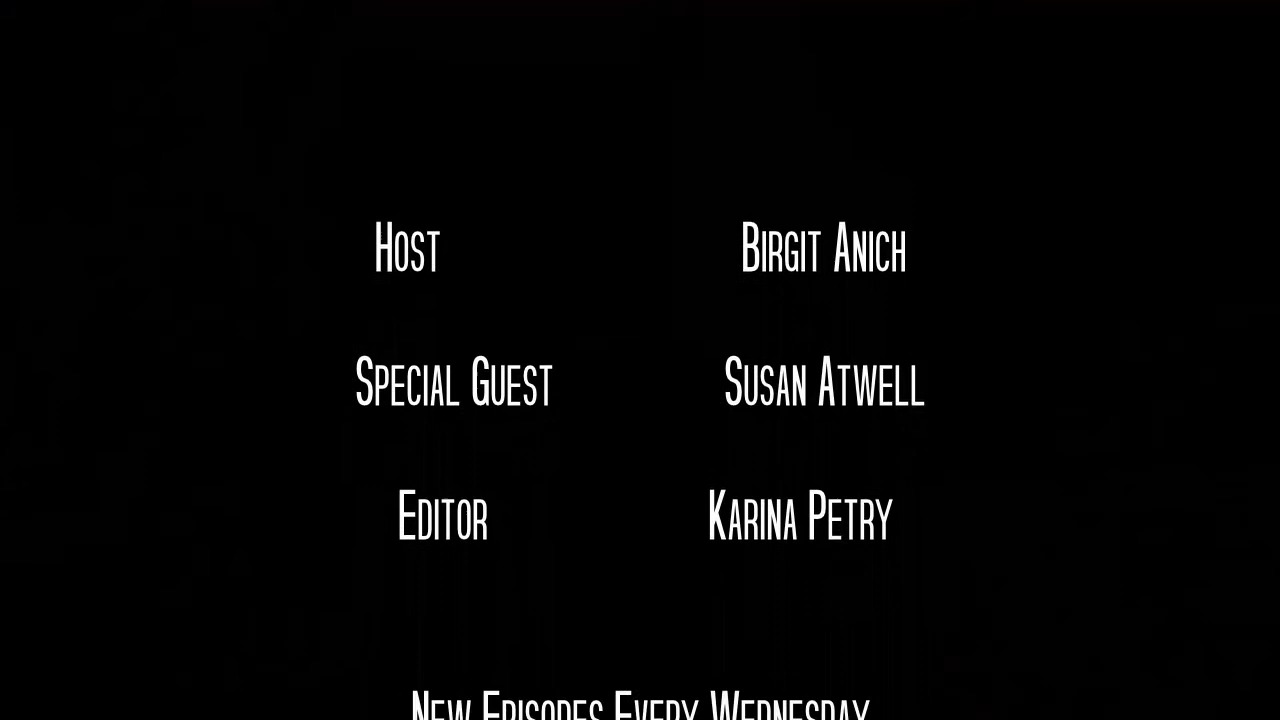 Host Birgit Anich
Special Guest Susan Atwell
Editor Karina Petry
New Episodes Every Wednesday